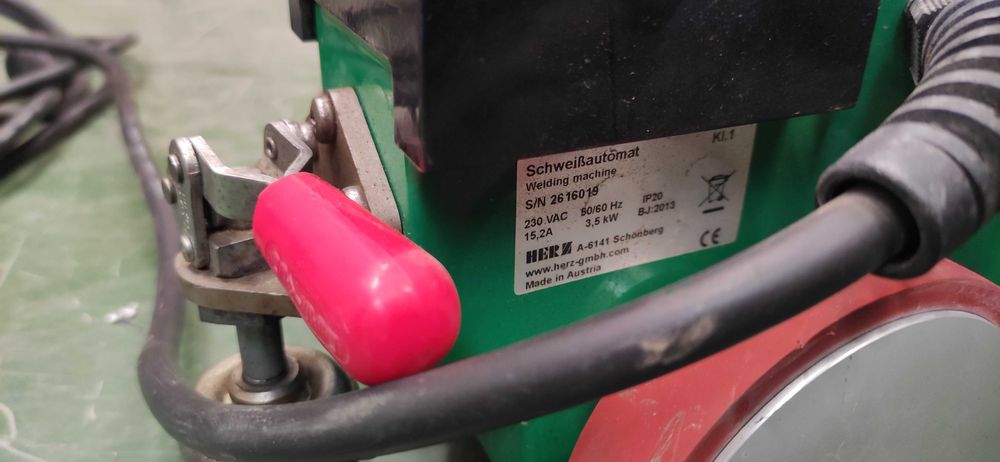 Schweißautomat
Kl.1
Welding machine
S/N 2616019
230 VAC 50/60 Hz IP20
15,2A 3,5 kW BJ:2013
HERZ A-6141 Schönberg
www.herz-gmbh.com
Made in Austria
CE